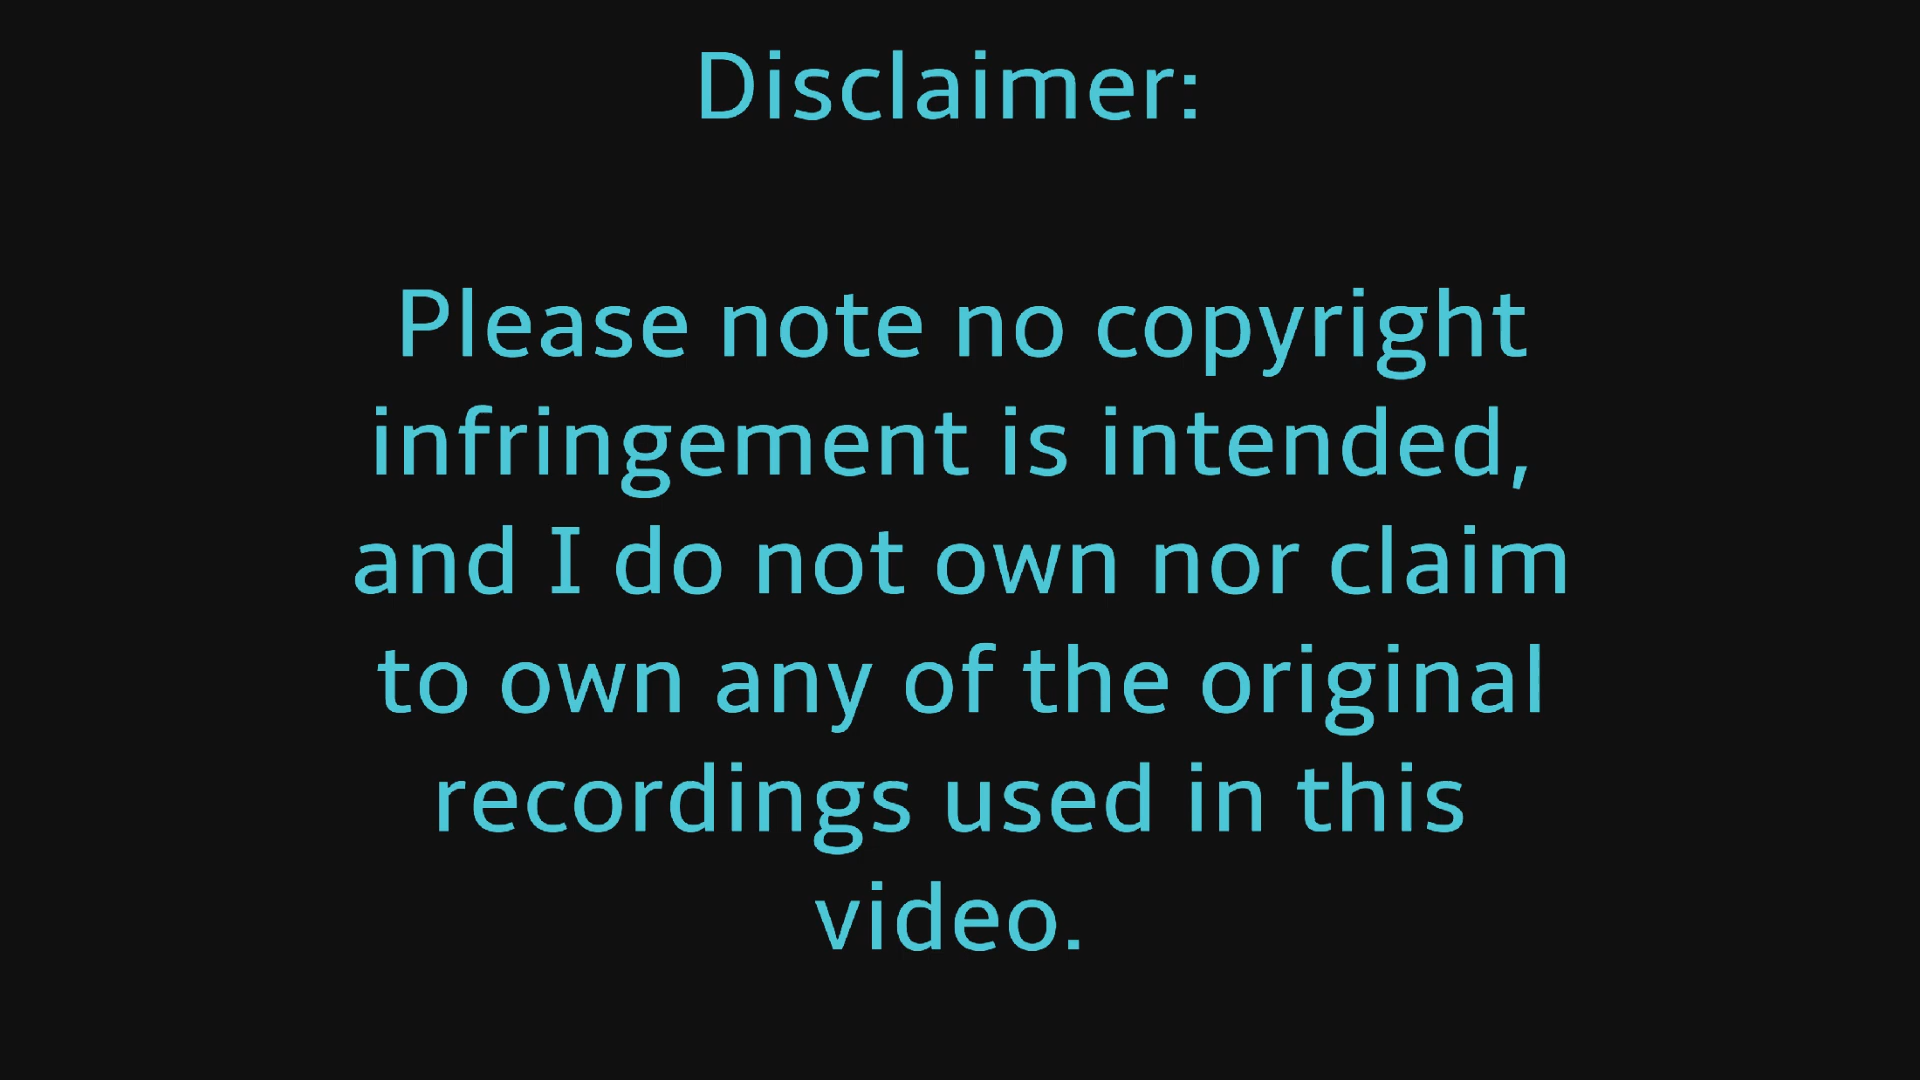 Disclaimer:
Please note no copyright
infringement is intended,
and I do not own nor claim
to own any of the original
recordings used in this
video.